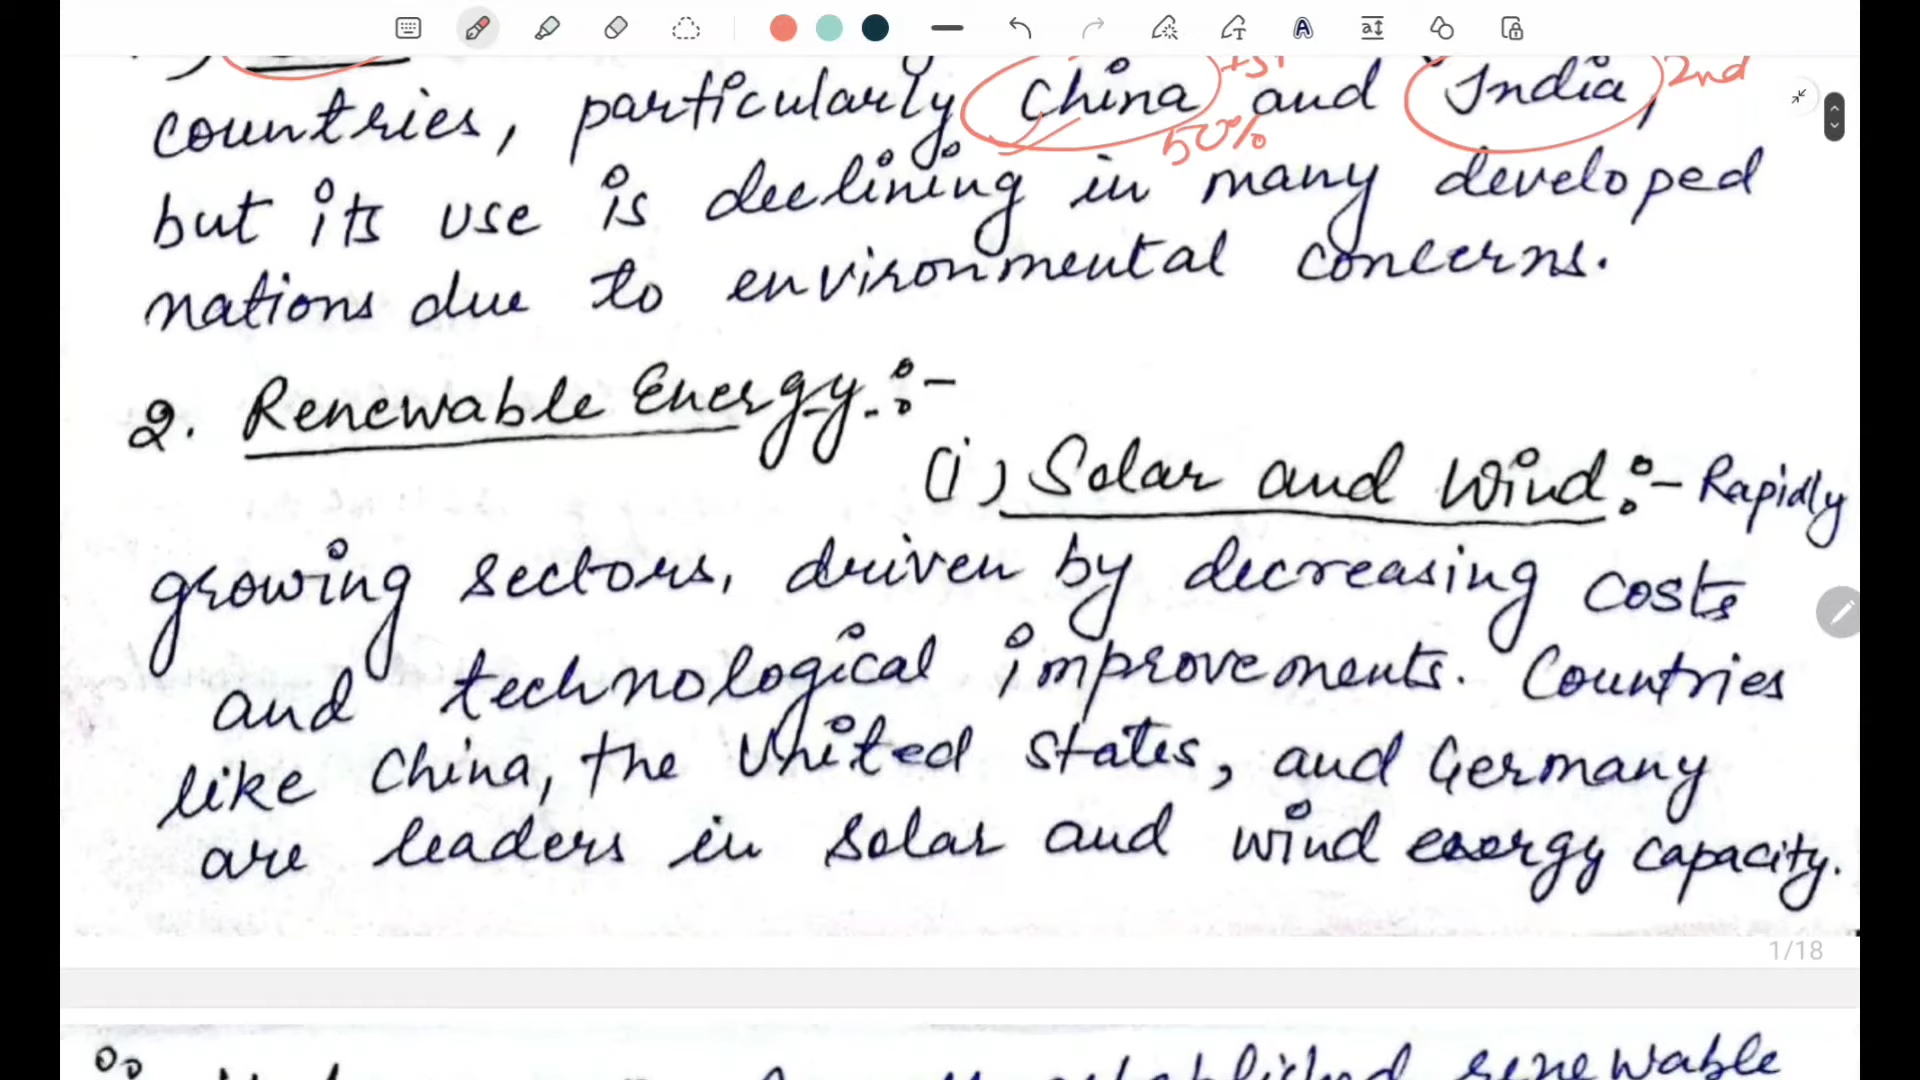 1st 2nd
countries, particularly China and India,
50%
but its use is declining in many developed
nations due to environmental concerns.
2. Renewable Energy :-
(i) Solar and Wind :- Rapidly
growing sectors, driven by decreasing costs
and technological improvements. Countries
like China, the United States, and Germany
are leaders in solar and wind energy capacity.
1/18
established renewable